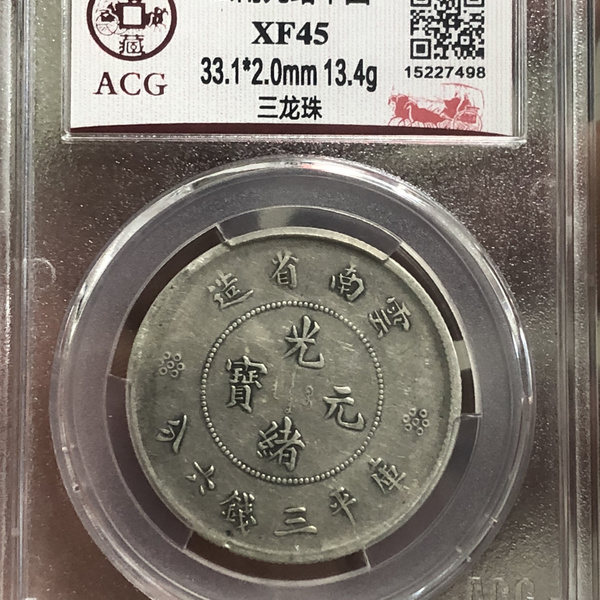 XF45
33.1*2.0mm 13.4g
三龙珠
ACG
15227498
雲南省造
光緒元寶
庫平三錢六分
ACG